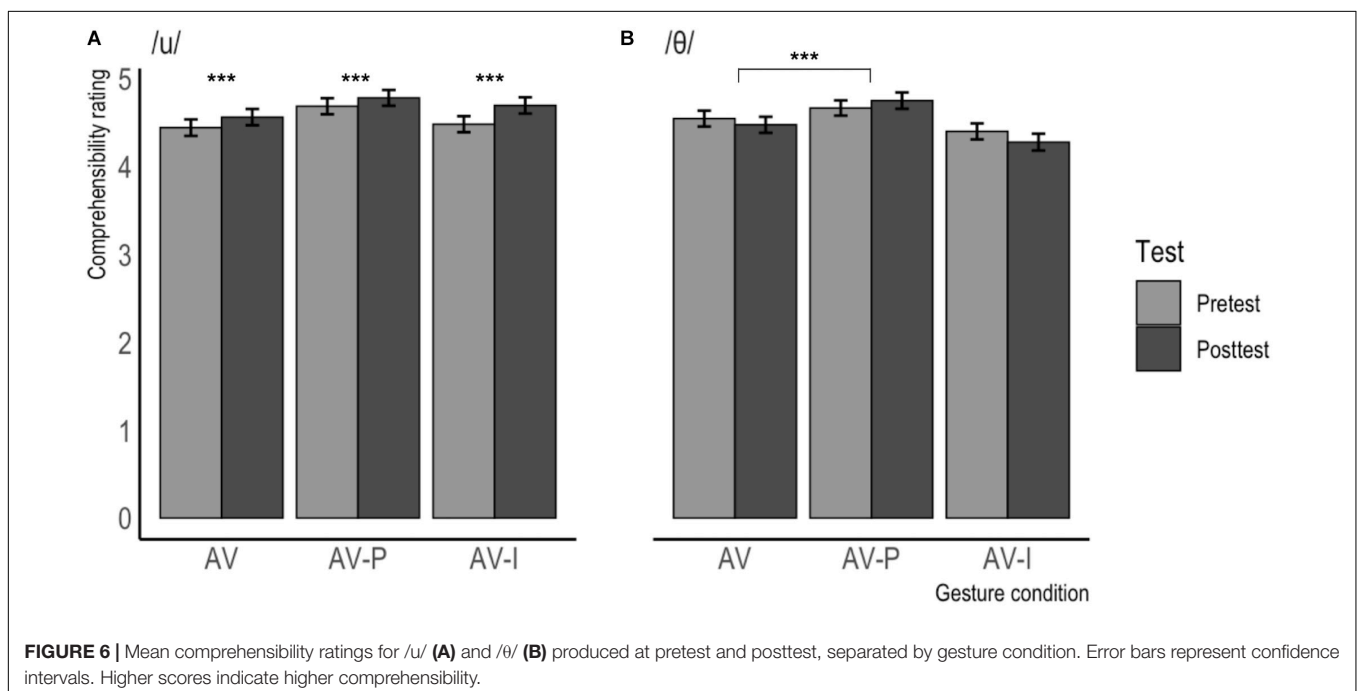 A /u/
B /θ/
*** *** ***
***
Comprehensibility rating
5
4
3
2
1
0
AV AV-P AV-I
AV AV-P AV-I
Gesture condition
Test
Pretest
Posttest
FIGURE 6 | Mean comprehensibility ratings for /u/ (A) and /θ/ (B) produced at pretest and posttest, separated by gesture condition. Error bars represent confidence
intervals. Higher scores indicate higher comprehensibility.